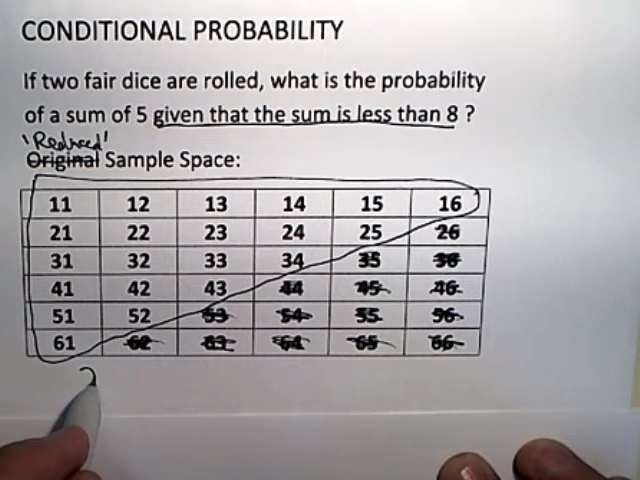 CONDITIONAL PROBABILITY
If two fair dice are rolled, what is the probability
of a sum of 5 given that the sum is less than 8 ?
'Reduced'
Original Sample Space:
11 12 13 14 15 16
21 22 23 24 25 26
31 32 33 34 35 36
41 42 43 44 45 46
51 52 53 54 55 56
61 62 63 64 65 66